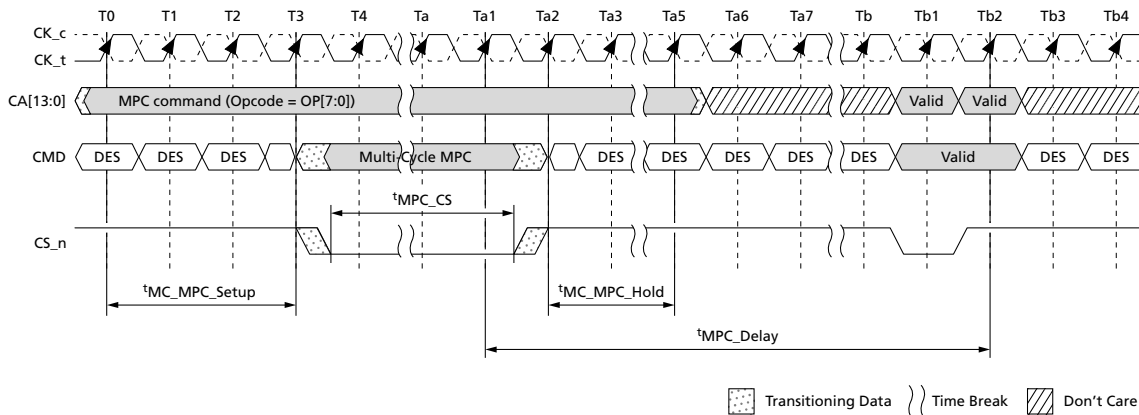 T0 T1 T2 T3 T4 Ta Ta1 Ta2 Ta3 Ta5 Ta6 Ta7 Tb Tb1 Tb2 Tb3 Tb4
CK_c
CK_t
CA[13:0] MPC command (Opcode = OP[7:0]) Valid Valid
CMD DES DES DES Multi-Cycle MPC DES DES DES DES DES Valid DES DES
tMPC_CS
CS_n
tMC_MPC_Setup tMC_MPC_Hold
tMPC_Delay
Transitioning Data Time Break Don't Care